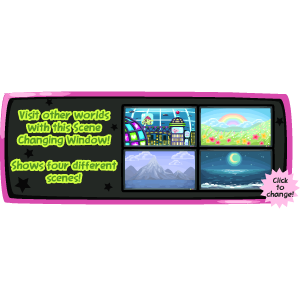 Visit other worlds
with this Scene
Changing Window!
Shows four different
scenes!
Click
to
change!